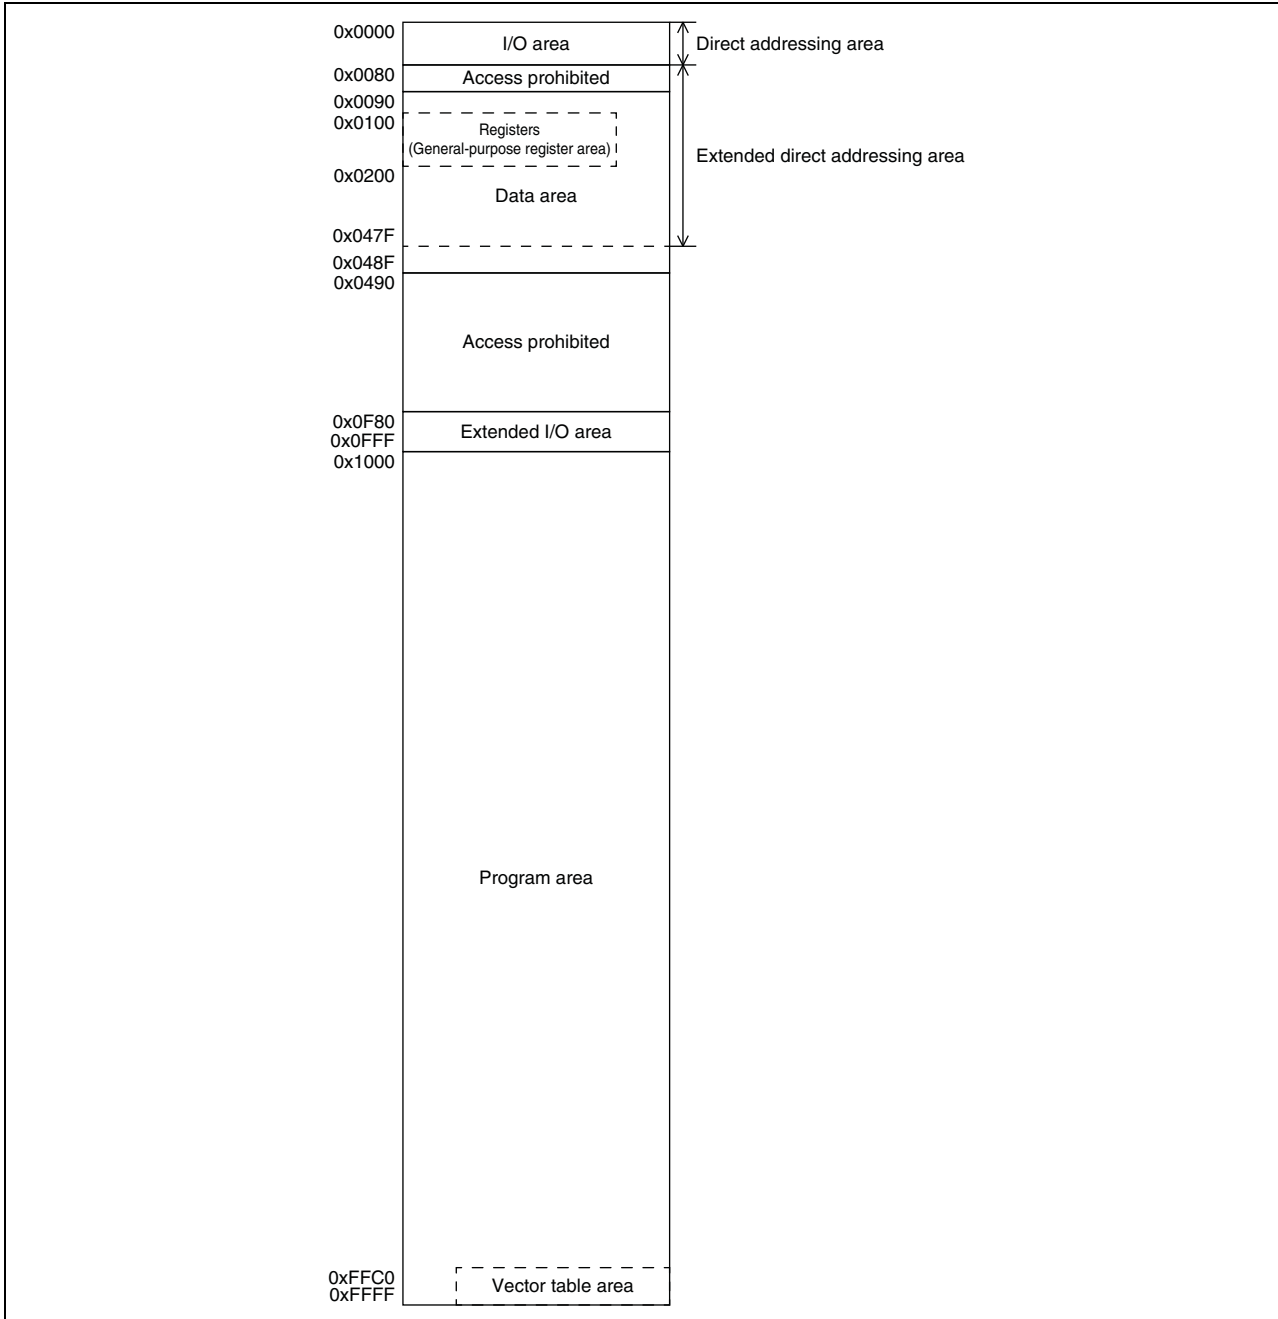 0x0000
I/O area
Direct addressing area
0x0080
Access prohibited
0x0090
0x0100
Registers
(General-purpose register area)
Extended direct addressing area
0x0200
Data area
0x047F
0x048F
0x0490
Access prohibited
0x0F80
Extended I/O area
0x0FFF
0x1000
Program area
0xFFC0
Vector table area
0xFFFF